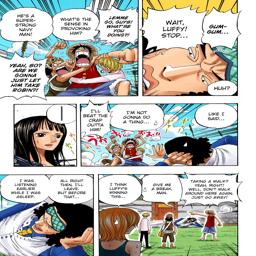 GUM-
GUM...
WAIT,
LUFFY!
STOP...
HUH?
LEMME
GO, GUYS!
WHAT'RE
YOU
DOING?!
WHAT'S THE
SENSE IN
PROVOKING
HIM?
HE'S A
SUPER-
STRONG
NAVY
GUY!
YEAH, SO?
ARE WE
GONNA
JUST LET
HIM TAKE
ROBIN?!
LIKE I
SAID...
I'M NOT
GONNA DO
A THING...
I'LL BEAT
THE CRAP
OUTTA
HIM!
TAKING A
WALK?!
YEAH, RIGHT!
WELL, DON'T WALK
AROUND HERE AGAIN.
JUST GO AWAY!
GIVE
ME A
BREAK,
MAN.
I THINK
LUFFY'S
WINNING
THIS...
ALL RIGHT
THEN, I'LL
LEAVE.
BUT BEFORE
THAT...
I WAS
LISTENING
EARLIER
WHILE I
WAS ASLEEP.